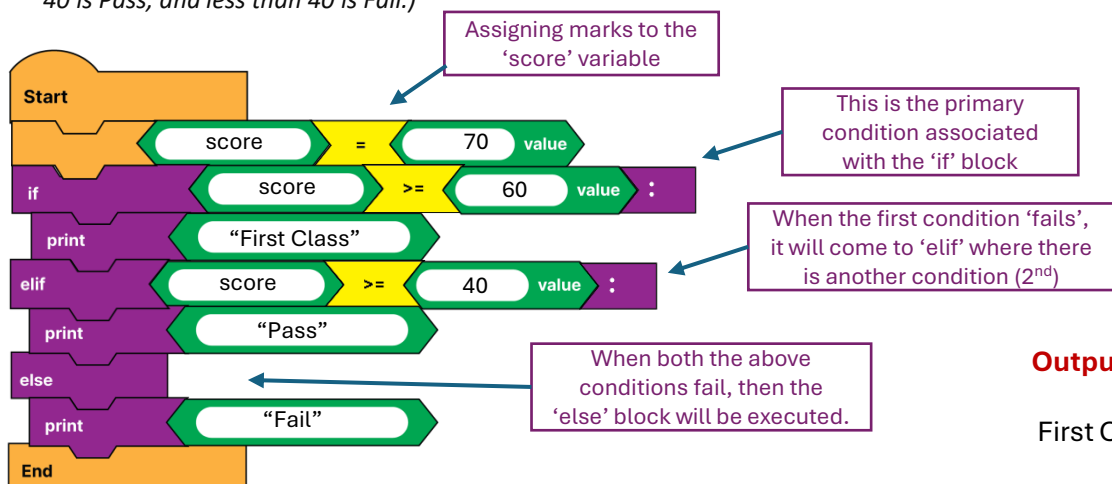 40 is Pass, and less than 40 is Fail.)
Assigning marks to the
‘score’ variable
Start
score = 70 value
This is the primary
condition associated
with the ‘if’ block
if score >= 60 value :
print “First Class”
When the first condition ‘fails’,
it will come to ‘elif’ where there
is another condition (2nd)
elif score >= 40 value :
print “Pass”
else
When both the above
conditions fail, then the
‘else’ block will be executed.
Outpu
print “Fail”
First C
End